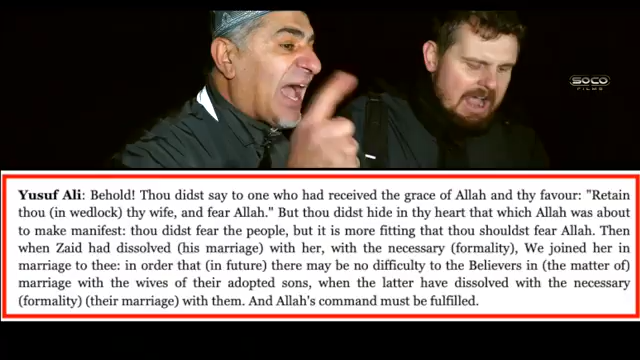 SOCO
FILMS
Yusuf Ali: Behold! Thou didst say to one who had received the grace of Allah and thy favour: "Retain
thou (in wedlock) thy wife, and fear Allah." But thou didst hide in thy heart that which Allah was about
to make manifest: thou didst fear the people, but it is more fitting that thou shouldst fear Allah. Then
when Zaid had dissolved (his marriage) with her, with the necessary (formality), We joined her in
marriage to thee: in order that (in future) there may be no difficulty to the Believers in (the matter of)
marriage with the wives of their adopted sons, when the latter have dissolved with the necessary
(formality) (their marriage) with them. And Allah's command must be fulfilled.